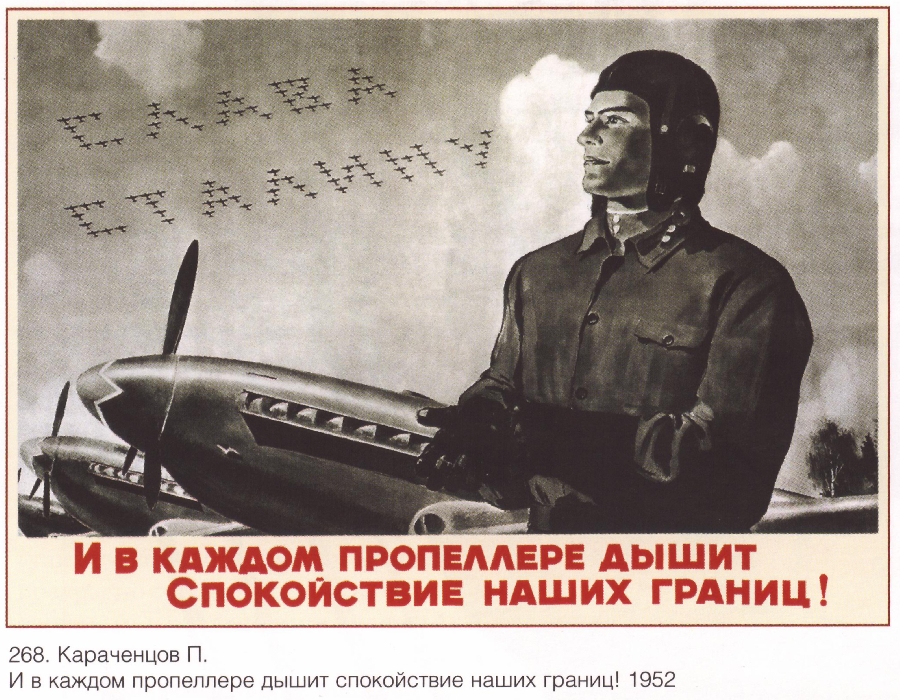 СЛАВА
СТАЛИНУ
И В КАЖДОМ ПРОПЕЛЛЕРЕ ДЫШИТ
СПОКОЙСТВИЕ НАШИХ ГРАНИЦ!
268. Караченцов П.
И в каждом пропеллере дышит спокойствие наших границ! 1952